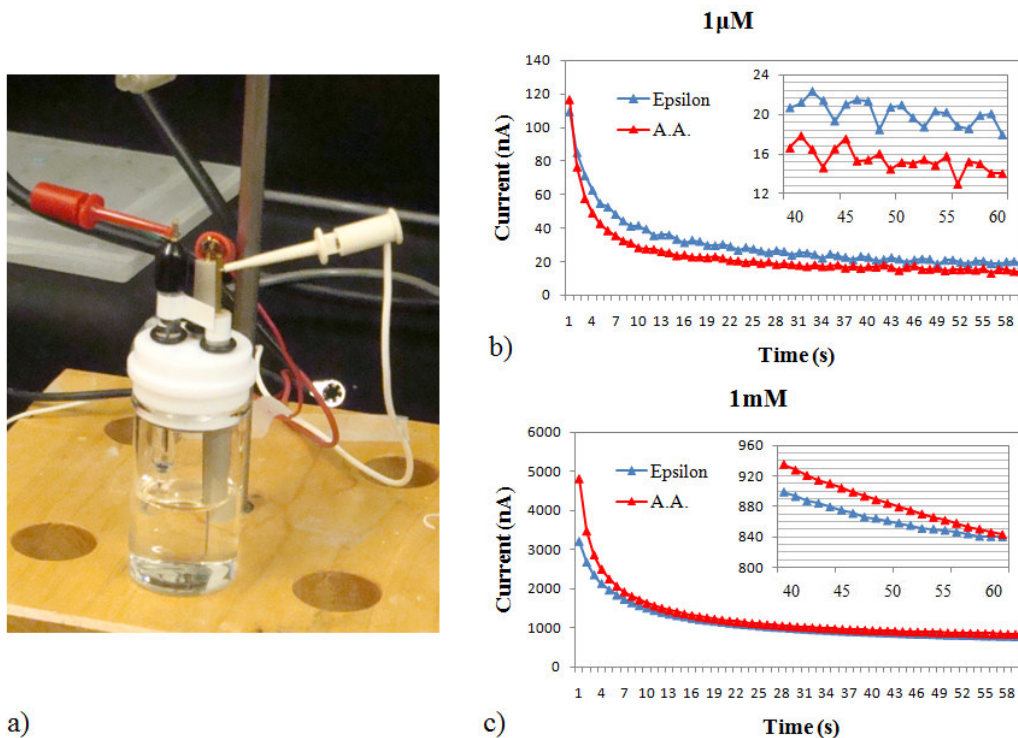 a)
1µM
Current (nA)
140
120
100
80
60
40
20
0
Epsilon
A.A.
24
20
16
12
40 45 50 55 60
1 4 7 10 13 16 19 22 25 28 31 34 37 40 43 46 49 52 55 58
Time (s)
b)
1mM
Current (nA)
6000
5000
4000
3000
2000
1000
0
Epsilon
A.A.
960
920
880
840
800
40 45 50 55 60
1 4 7 10 13 16 19 22 25 28 31 34 37 40 43 46 49 52 55 58
Time (s)
c)